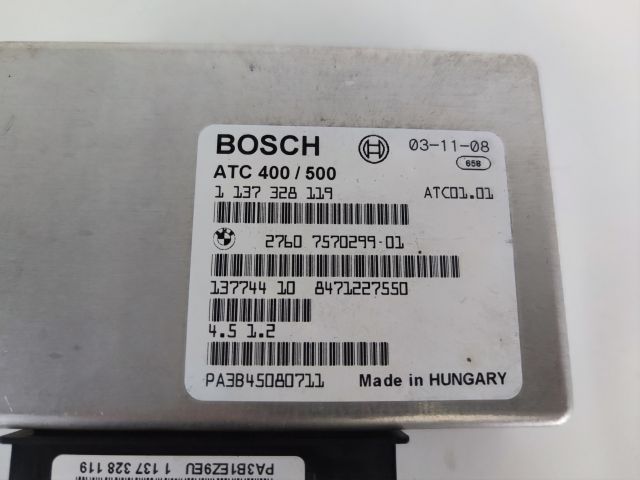 BOSCH 03-11-08
658
ATC 400 / 500
1 137 328 119 ATC01.01
2760 7570299-01
137744 10 8471227550
4.5 1.2
PA3B45080711 Made in HUNGARY
PA3B1EZ9EU 1 137 328 119